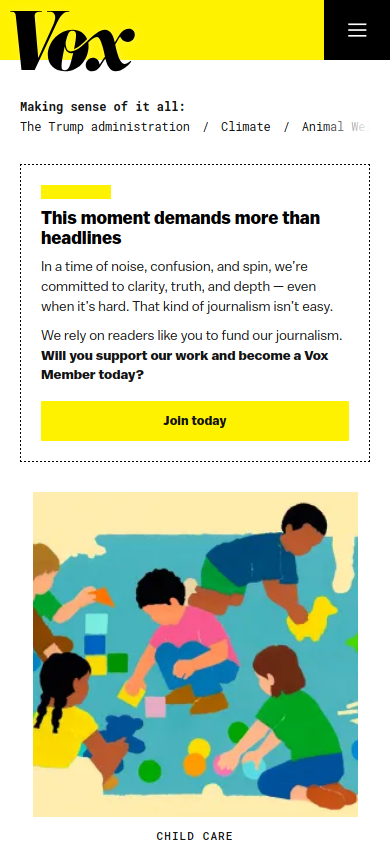 Vox
Making sense of it all:
The Trump administration / Climate / Animal We
This moment demands more than
headlines
In a time of noise, confusion, and spin, we’re
committed to clarity, truth, and depth — even
when it’s hard. That kind of journalism isn’t easy.
We rely on readers like you to fund our journalism.
Will you support our work and become a Vox
Member today?
Join today
CHILD CARE